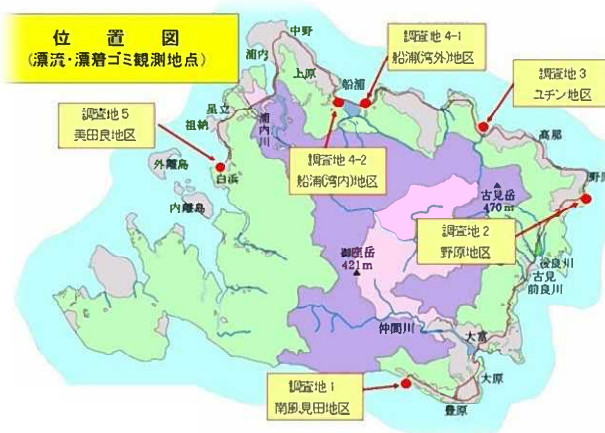 位置図
(漂流・漂着ゴミ観測地点)
中野
浦内
上原
船浦
調査地 4-1
船浦(湾外)地区
調査地 3
ユチン地区
調査地 5
美田良地区
星立
祖納
浦内川
調査地 4-2
船浦(湾内)地区
高那
外離島
白浜
内離島
古見岳
470m
野原
調査地 2
野原地区
御座岳
421m
後良川
古見
前良川
仲間川
大富
調査地 1
南風見田地区
大原
豊原